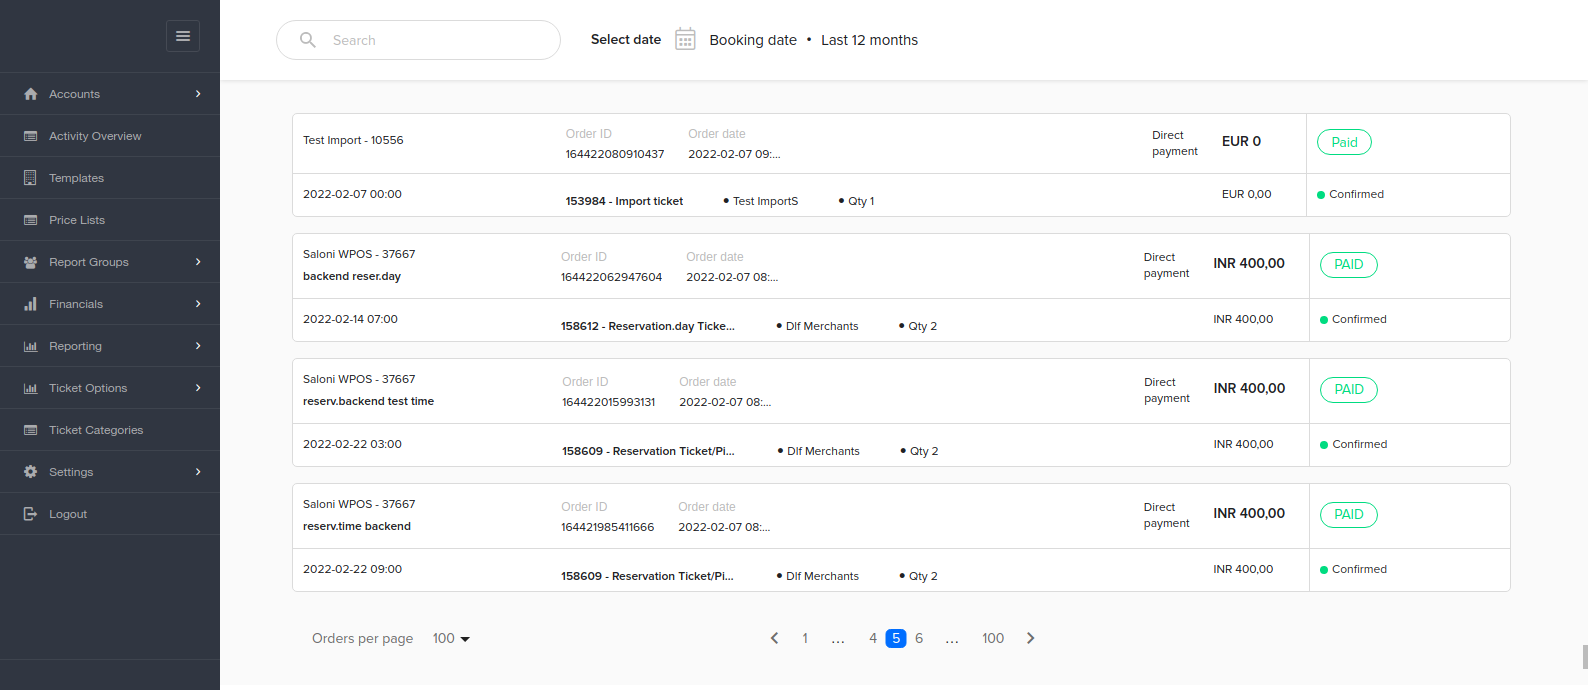 Search
Select date Booking date • Last 12 months
Accounts
Activity Overview
Templates
Price Lists
Report Groups
Financials
Reporting
Ticket Options
Ticket Categories
Settings
Logout
Test Import - 10556
Order ID Order date
164422080910437 2022-02-07 09:...
Direct
payment
EUR 0
Paid
2022-02-07 00:00
153984 - Import ticket • Test ImportS • Qty 1
EUR 0,00
Confirmed
Saloni WPOS - 37667
backend reser.day
Order ID Order date
164422062947604 2022-02-07 08:...
Direct
payment
INR 400,00
PAID
2022-02-14 07:00
158612 - Reservation.day Ticke... • Dlf Merchants • Qty 2
INR 400,00
Confirmed
Saloni WPOS - 37667
reserv.backend test time
Order ID Order date
164422015993131 2022-02-07 08:...
Direct
payment
INR 400,00
PAID
2022-02-22 03:00
158609 - Reservation Ticket/Pi... • Dlf Merchants • Qty 2
INR 400,00
Confirmed
Saloni WPOS - 37667
reserv.time backend
Order ID Order date
164421985411666 2022-02-07 08:...
Direct
payment
INR 400,00
PAID
2022-02-22 09:00
158609 - Reservation Ticket/Pi... • Dlf Merchants • Qty 2
INR 400,00
Confirmed
Orders per page 100
1 ... 4 5 6 ... 100